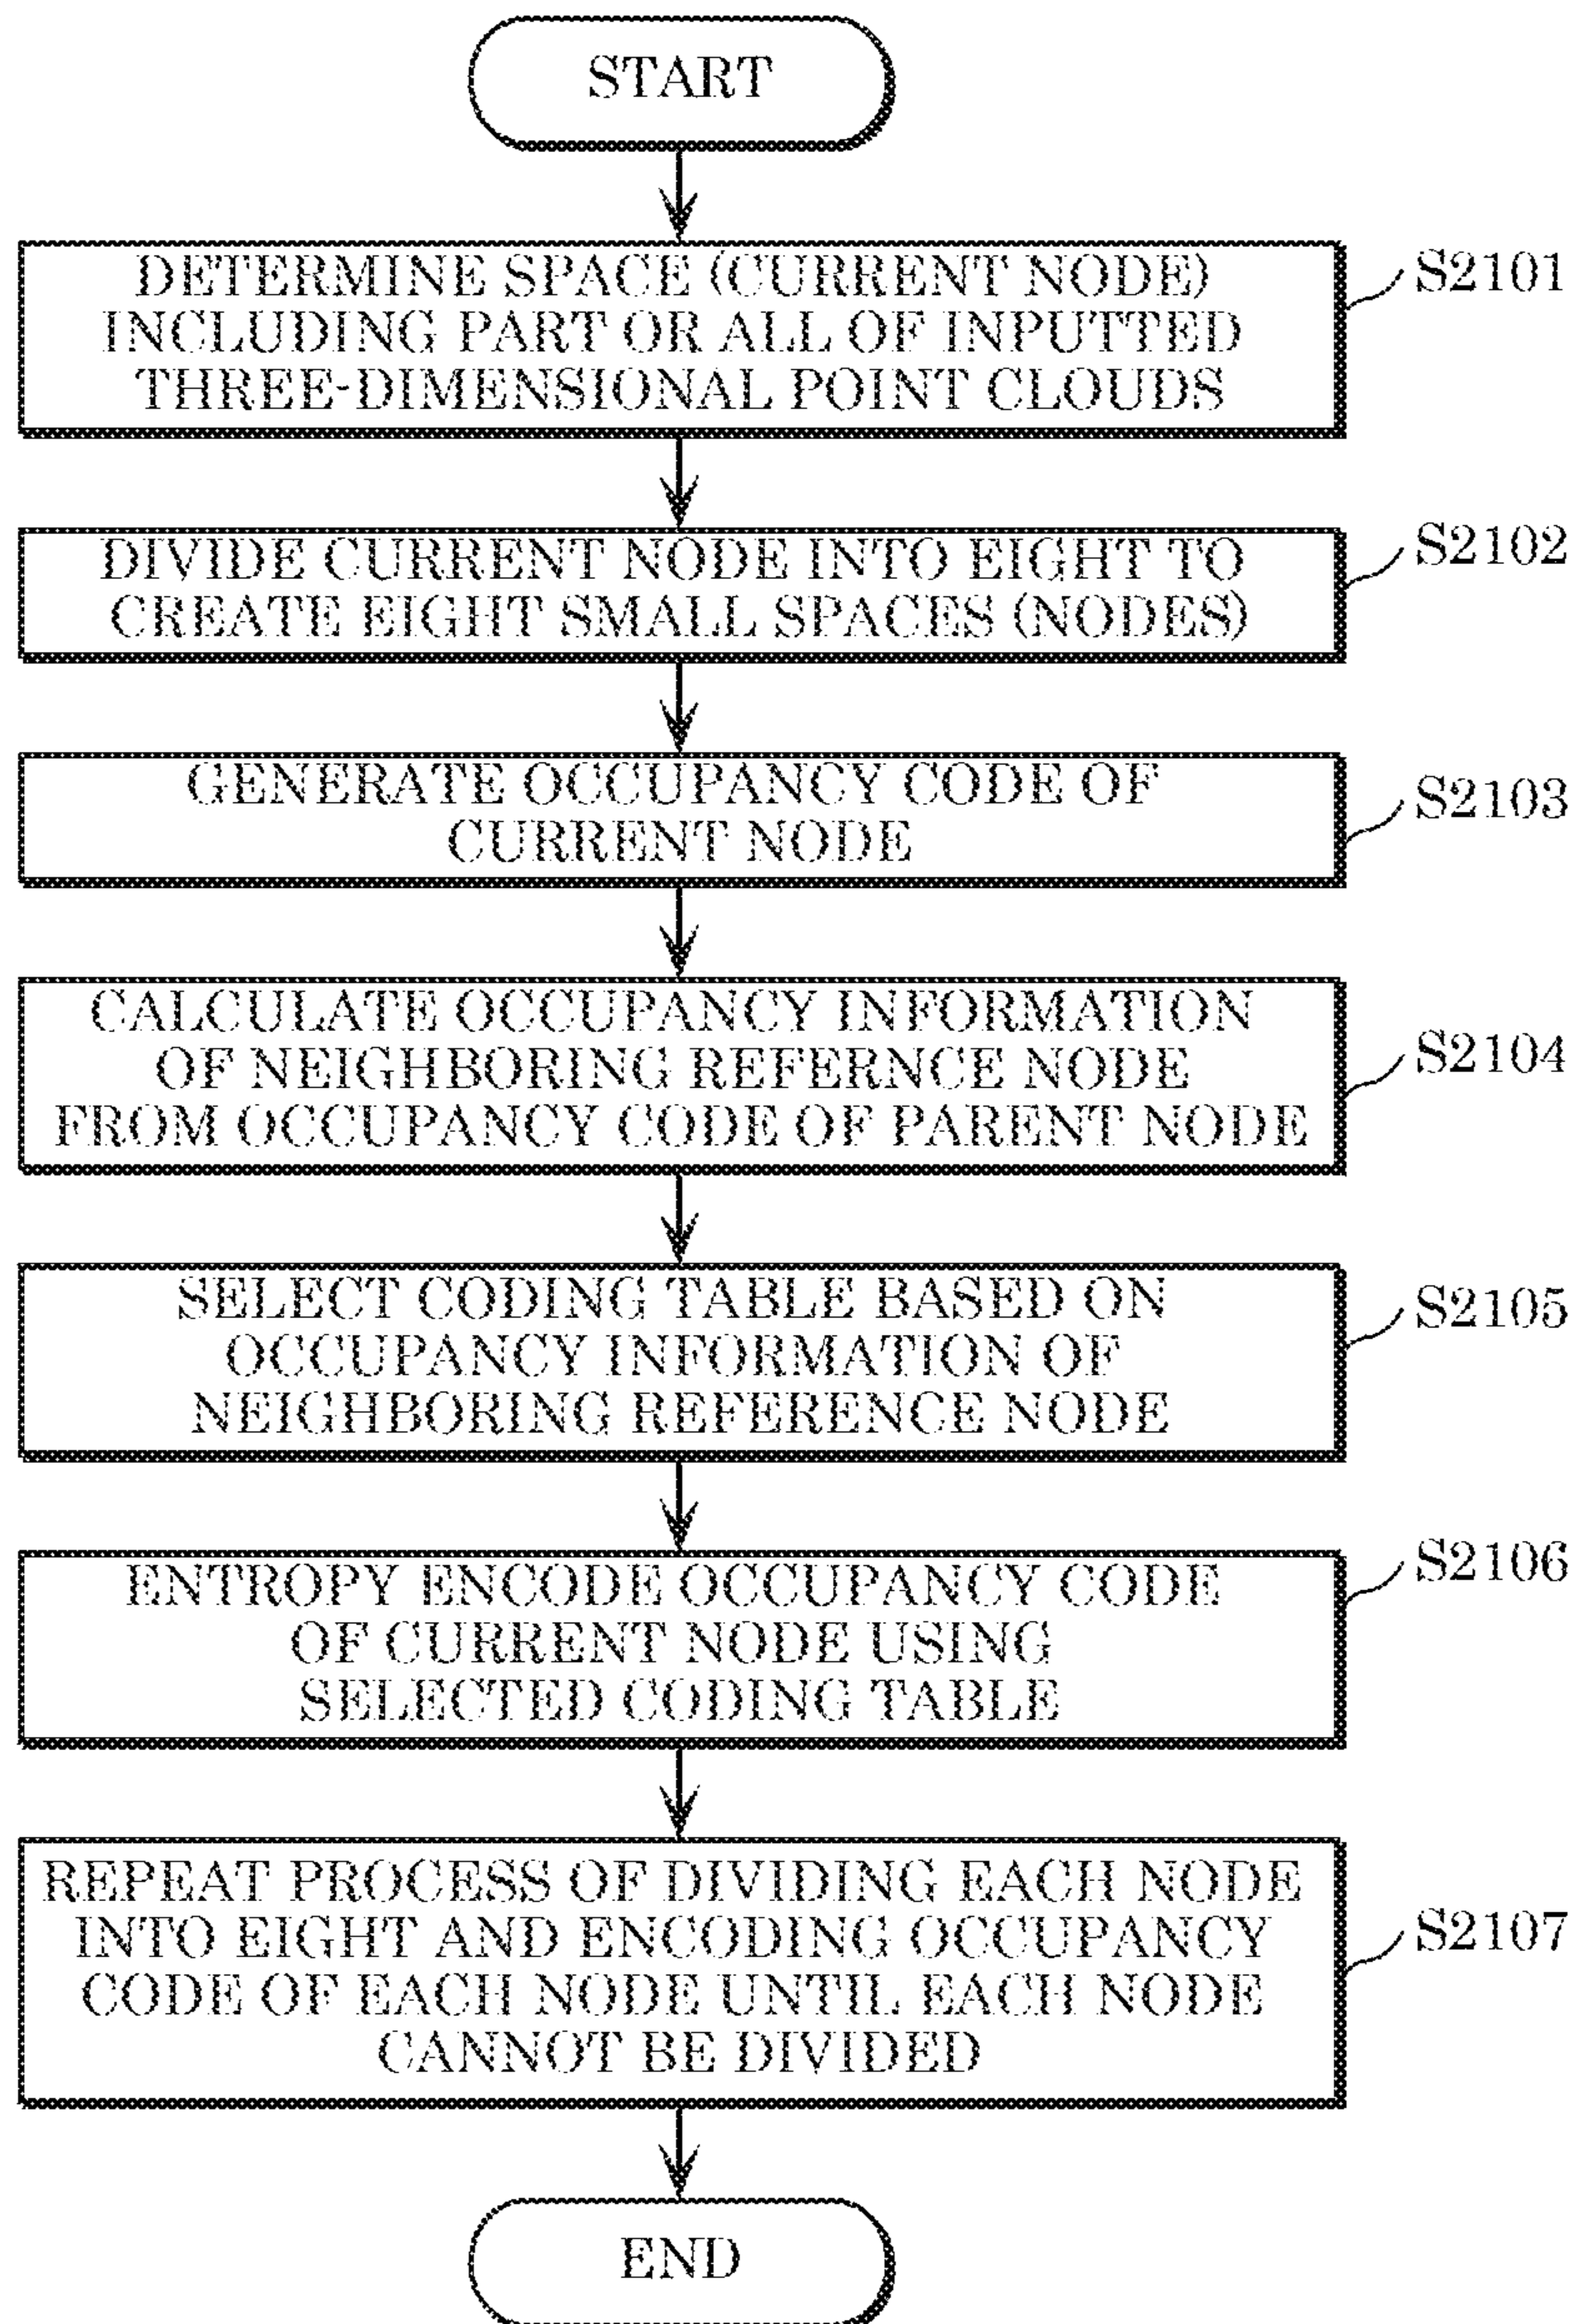 START
DETERMINE SPACE (CURRENT NODE)
INCLUDING PART OR ALL OF INPUTTED
THREE-DIMENSIONAL POINT CLOUDS
S2101
DIVIDE CURRENT NODE INTO EIGHT TO
CREATE EIGHT SMALL SPACES (NODES)
S2102
GENERATE OCCUPANCY CODE OF
CURRENT NODE
S2103
CALCULATE OCCUPANCY INFORMATION
OF NEIGHBORING REFERNCE NODE
FROM OCCUPANCY CODE OF PARENT NODE
S2104
SELECT CODING TABLE BASED ON
OCCUPANCY INFORMATION OF
NEIGHBORING REFERENCE NODE
S2105
ENTROPY ENCODE OCCUPANCY CODE
OF CURRENT NODE USING
SELECTED CODING TABLE
S2106
REPEAT PROCESS OF DIVIDING EACH NODE
INTO EIGHT AND ENCODING OCCUPANCY
CODE OF EACH NODE UNTIL EACH NODE
CANNOT BE DIVIDED
S2107
END